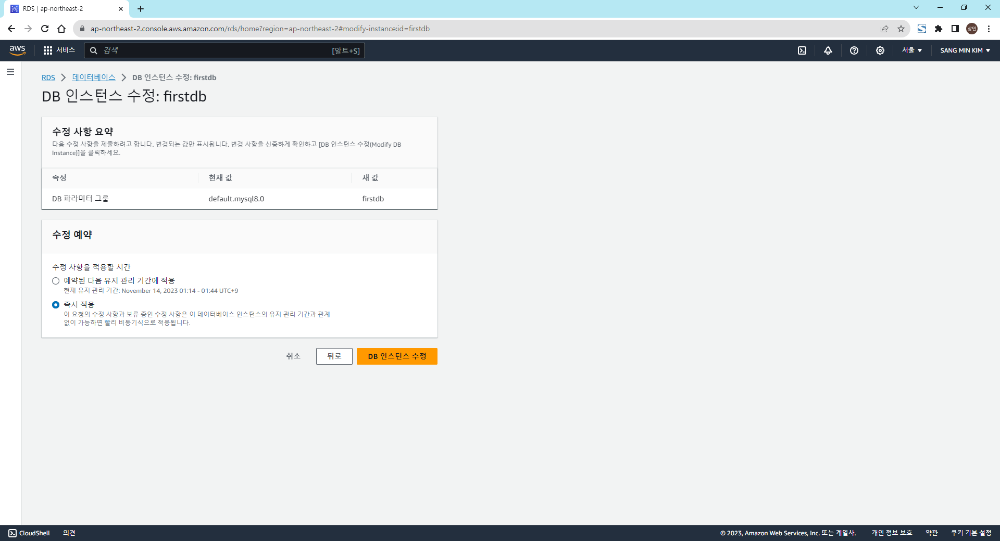 RDS | ap-northeast-2
ap-northeast-2.console.aws.amazon.com/rds/home?region=ap-northeast-2#modify-instance:id=firstdb
상민
aws
서비스
검색
[알트+S]
서울
SANG MIN KIM
RDS
데이터베이스
DB 인스턴스 수정: firstdb
DB 인스턴스 수정: firstdb
수정 사항 요약
다음 수정 사항을 제출하려고 합니다. 변경되는 값만 표시됩니다. 변경 사항을 신중하게 확인하고 [DB 인스턴스 수정(Modify DB
Instance)]을 클릭하세요.
속성 현재 값 새 값
DB 파라미터 그룹 default.mysql8.0 firstdb
수정 예약
수정 사항을 적용할 시간
예약된 다음 유지 관리 기간에 적용
현재 유지 관리 기간: November 14, 2023 01:14 - 01:44 UTC+9
즉시 적용
이 요청의 수정 사항과 보류 중인 수정 사항은 이 데이터베이스 인스턴스의 유지 관리 기간과 관계
없이 가능하면 빨리 비동기식으로 적용됩니다.
취소
뒤로
DB 인스턴스 수정
CloudShell
의견
© 2023, Amazon Web Services, Inc. 또는 계열사.
개인 정보 보호
약관
쿠키 기본 설정